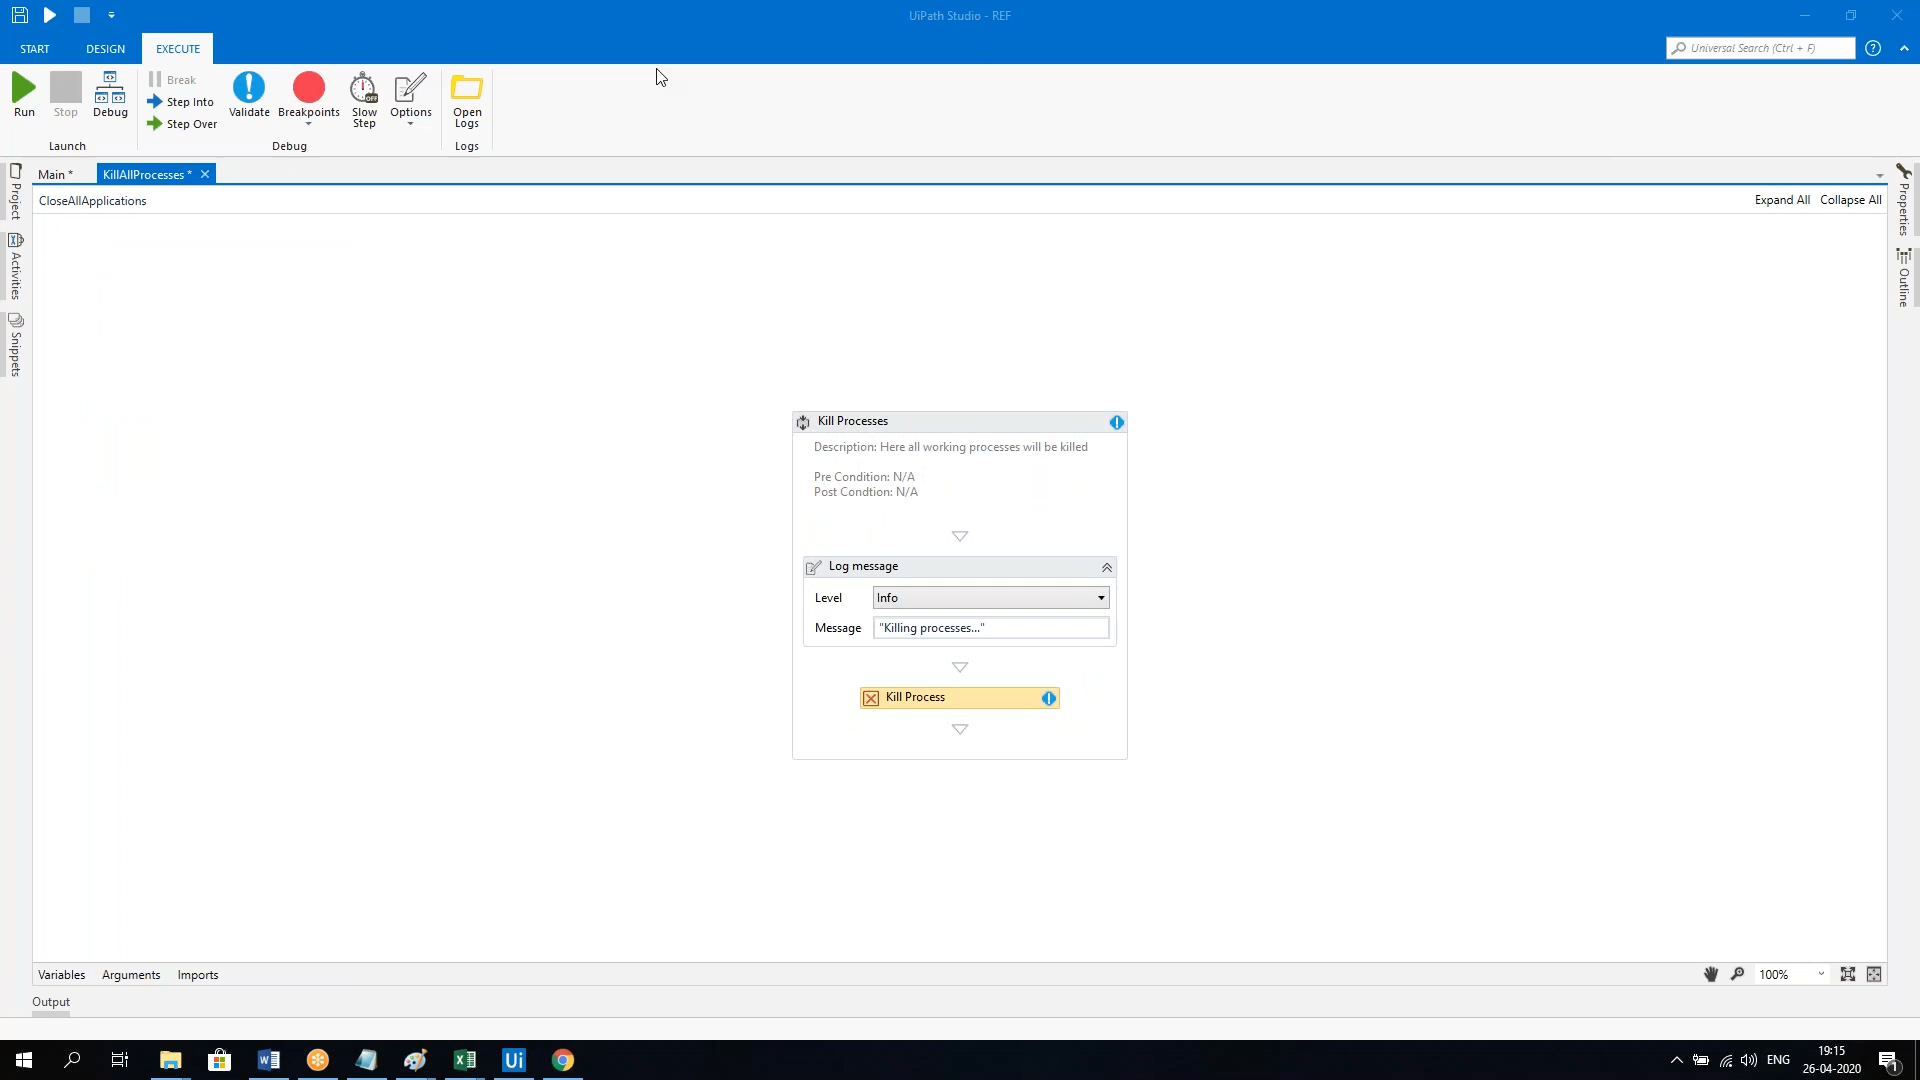 UiPath Studio - REF
START DESIGN EXECUTE
Universal Search (Ctrl + F)
Run
Stop
Debug
Break
Step Into
Step Over
Validate
Breakpoints
Slow
Step
OFF
Options
Open
Logs
Launch
Debug
Logs
Main *
KillAllProcesses *
CloseAllApplications
Expand All Collapse All
Project
Activities
Snippets
Properties
Outline
Kill Processes
Description: Here all working processes will be killed
Pre Condition: N/A
Post Condtion: N/A
Log message
Level Info
Message "Killing processes..."
Kill Process
Variables Arguments Imports
100%
Output
Ui
ENG
19:15
26-04-2020
1